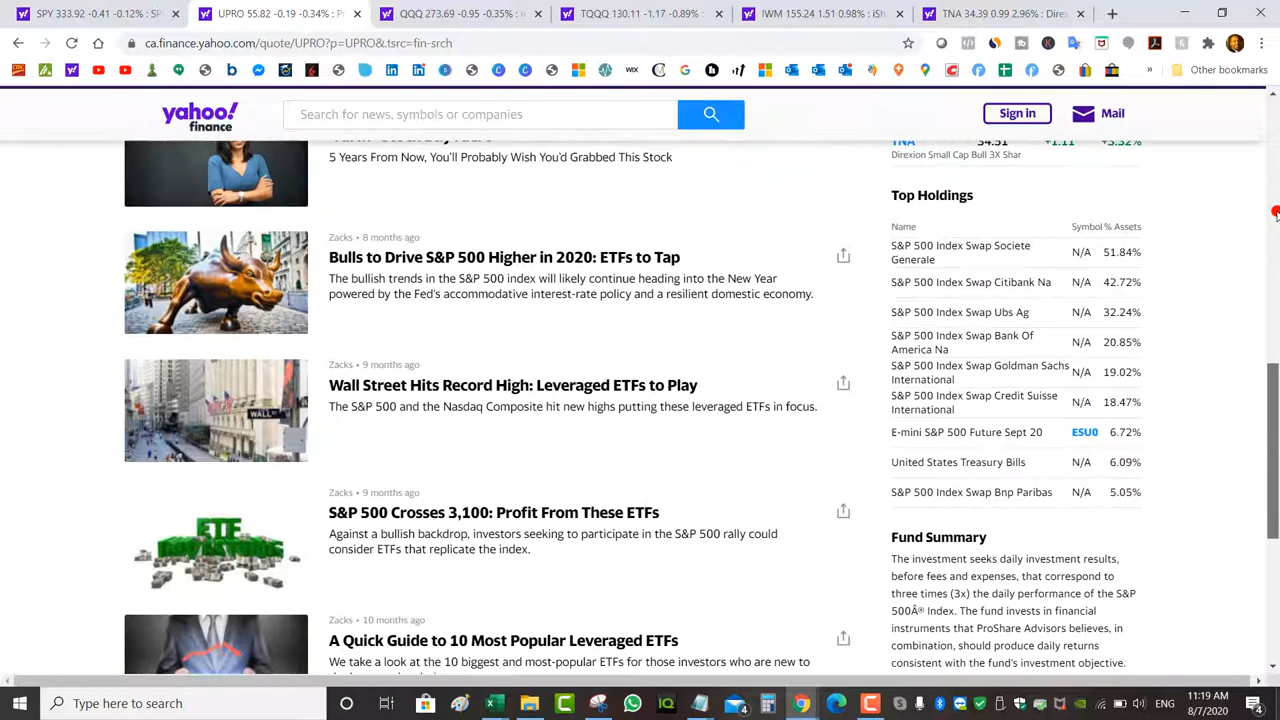 333.92 -0.41 -0.12% : SP
UPRO 55.82 -0.19 -0.34% : P
QQQ 273.60 -0.95 -0.35% :
TQQQ 130. -1.17 -0.89% :
IWM 155.24 1.51 0.98% : iSh
TNA 34.39 2.96% : Direx
ca.finance.yahoo.com/quote/UPRO?p=UPRO&.tsrc=fin-srch
WIX
» Other bookmarks
yahoo!
finance
Search for news, symbols or companies
Sign in
Mail
5 Years From Now, You'll Probably Wish You'd Grabbed This Stock
Zacks • 8 months ago
Bulls to Drive S&P 500 Higher in 2020: ETFs to Tap
The bullish trends in the S&P 500 index will likely continue heading into the New Year
powered by the Fed's accommodative interest-rate policy and a resilient domestic economy.
Zacks • 9 months ago
Wall Street Hits Record High: Leveraged ETFs to Play
The S&P 500 and the Nasdaq Composite hit new highs putting these leveraged ETFs in focus.
WALL
Zacks • 9 months ago
S&P 500 Crosses 3,100: Profit From These ETFs
Against a bullish backdrop, investors seeking to participate in the S&P 500 rally could
consider ETFs that replicate the index.
ETF
INVESTING
Zacks • 10 months ago
A Quick Guide to 10 Most Popular Leveraged ETFs
We take a look at the 10 biggest and most-popular ETFs for those investors who are new to
TNA 34.51 +1.11 +3.32%
Direxion Small Cap Bull 3X Shar
Top Holdings
Name Symbol % Assets
S&P 500 Index Swap Societe
Generale N/A 51.84%
S&P 500 Index Swap Citibank Na N/A 42.72%
S&P 500 Index Swap Ubs Ag N/A 32.24%
S&P 500 Index Swap Bank Of
America Na N/A 20.85%
S&P 500 Index Swap Goldman Sachs
International N/A 19.02%
S&P 500 Index Swap Credit Suisse
International N/A 18.47%
E-mini S&P 500 Future Sept 20 ESU0 6.72%
United States Treasury Bills N/A 6.09%
S&P 500 Index Swap Bnp Paribas N/A 5.05%
Fund Summary
The investment seeks daily investment results,
before fees and expenses, that correspond to
three times (3x) the daily performance of the S&P
500Â® Index. The fund invests in financial
instruments that ProShare Advisors believes, in
combination, should produce daily returns
consistent with the fund's investment objective.
Type here to search
ENG
11:19 AM
8/7/2020